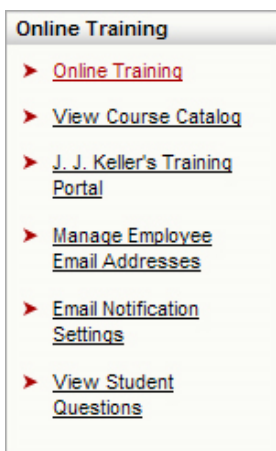 Online Training
Online Training
View Course Catalog
J. J. Keller's Training
Portal
Manage Employee
Email Addresses
Email Notification
Settings
View Student
Questions